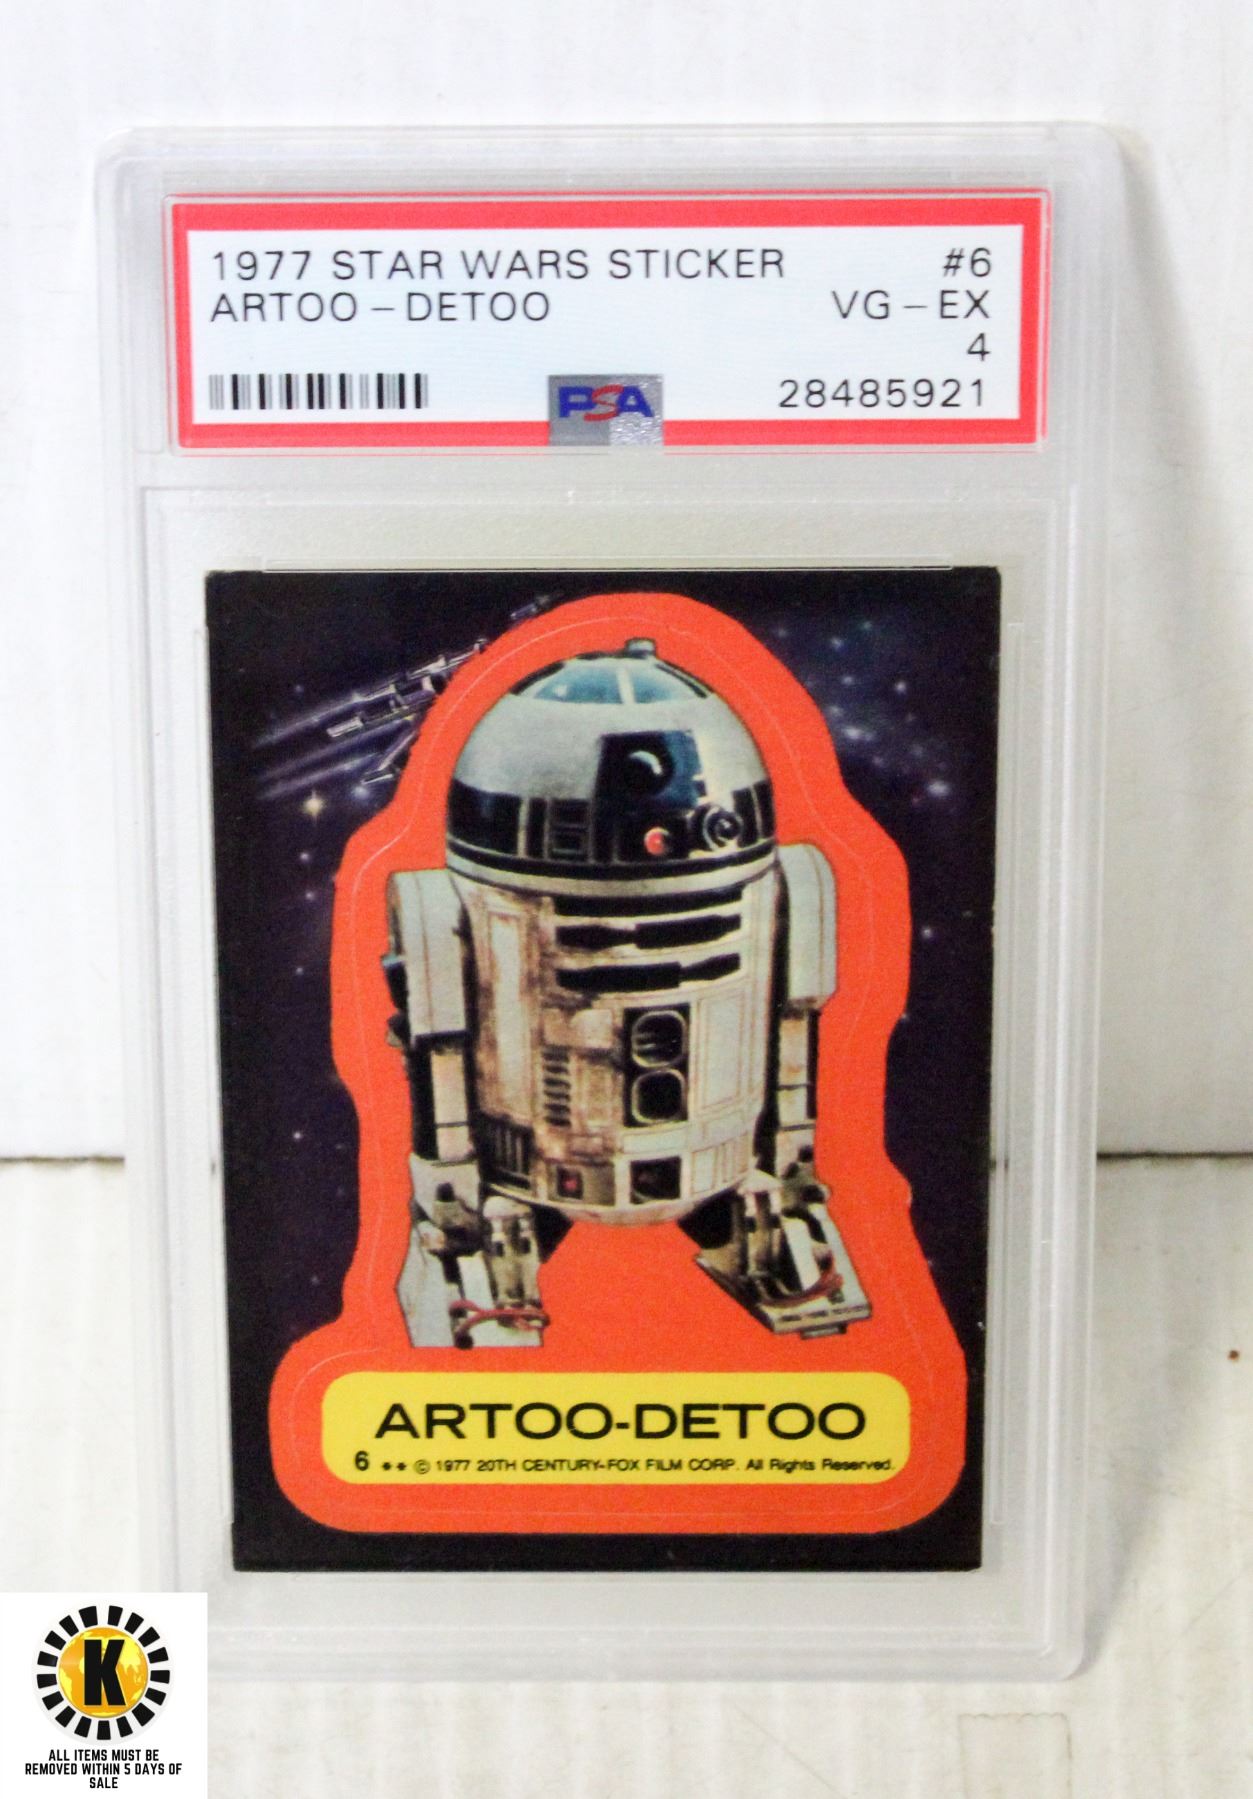 1977 STAR WARS STICKER #6
ARTOO-DETOO VG-EX
4
28485921
PSA
ARTOO-DETOO
6 ** © 1977 20TH CENTURY-FOX FILM CORP. All Rights Reserved.
K
ALL ITEMS MUST BE
REMOVED WITHIN 5 DAYS OF
SALE